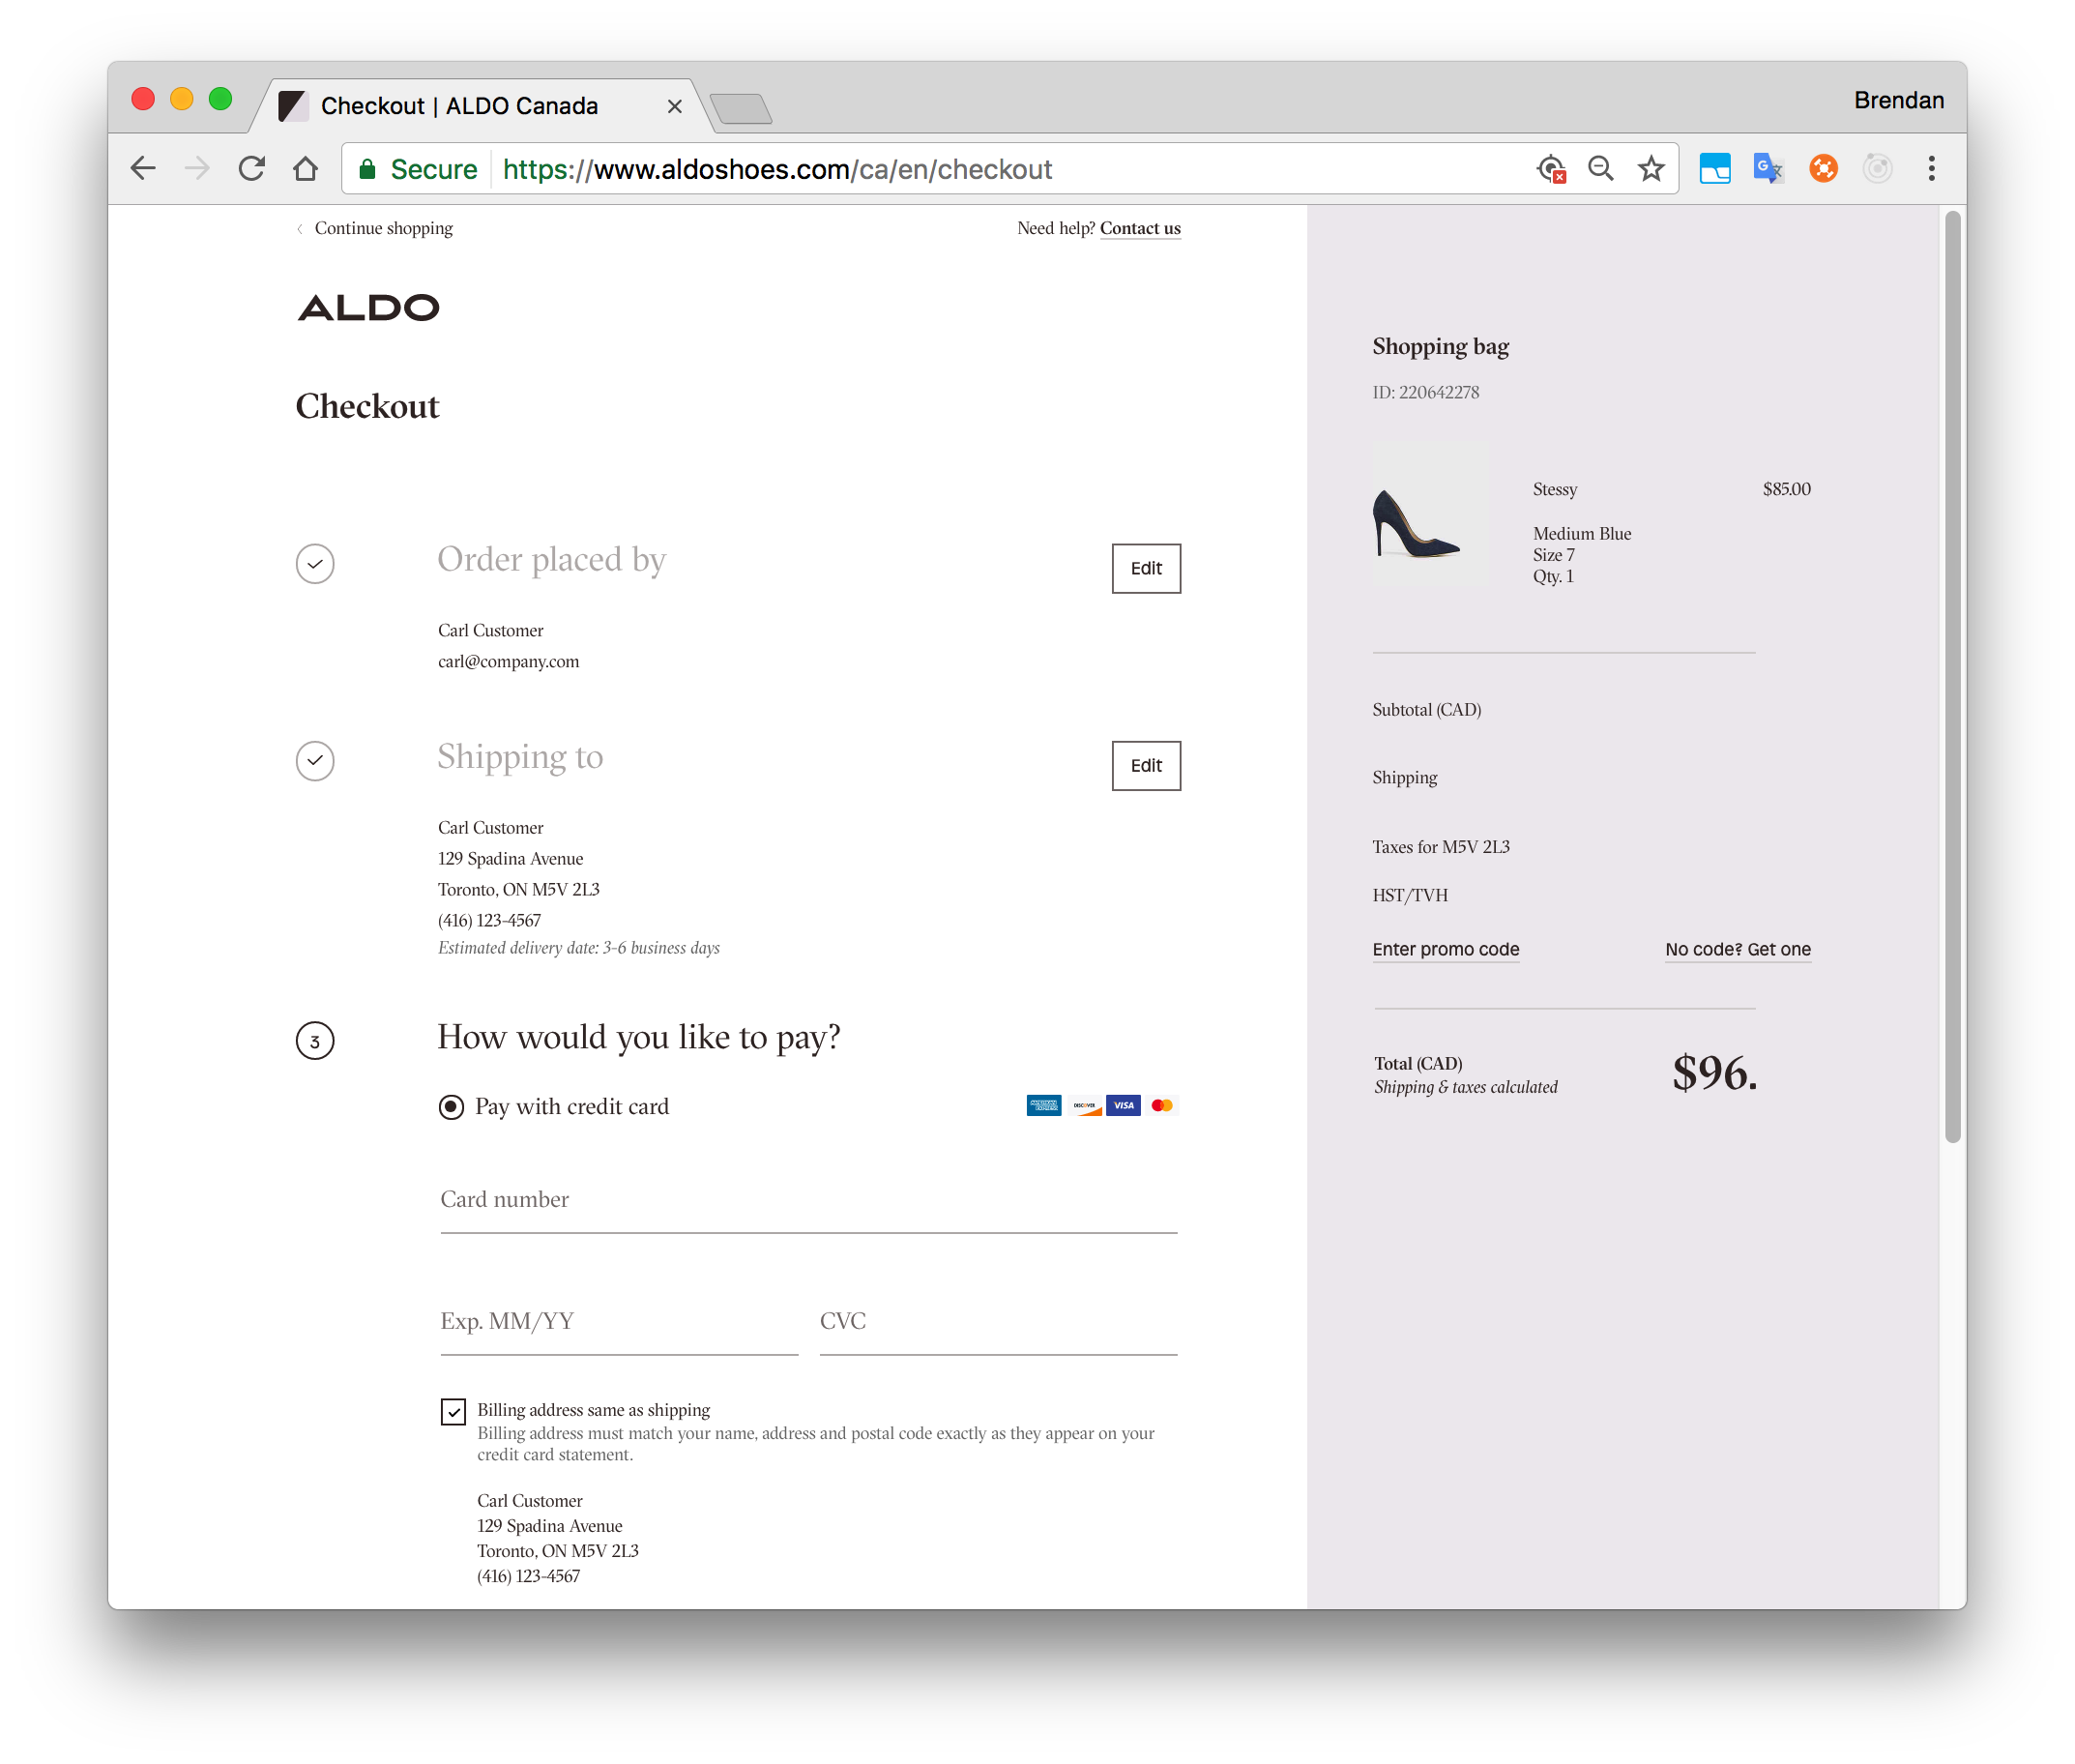 Checkout | ALDO Canada
Brendan
Secure https://www.aldoshoes.com/ca/en/checkout
Continue shopping
Need help? Contact us
ALDO
Checkout
Order placed by
Edit
Carl Customer
carl@company.com
Shipping to
Edit
Carl Customer
129 Spadina Avenue
Toronto, ON M5V 2L3
(416) 123-4567
Estimated delivery date: 3-6 business days
3 How would you like to pay?
Pay with credit card
DISCOVER VISA
Card number
Exp. MM/YY CVC
Billing address same as shipping
Billing address must match your name, address and postal code exactly as they appear on your
credit card statement.
Carl Customer
129 Spadina Avenue
Toronto, ON M5V 2L3
(416) 123-4567
Shopping bag
ID: 220642278
Stessy $85.00
Medium Blue
Size 7
Qty. 1
Subtotal (CAD)
Shipping
Taxes for M5V 2L3
HST/TVH
Enter promo code No code? Get one
Total (CAD) $96.
Shipping & taxes calculated